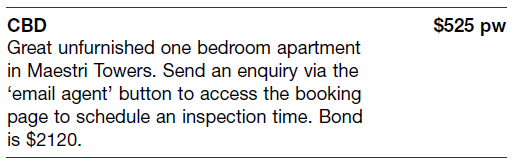 CBD $525 pw
Great unfurnished one bedroom apartment
in Maestri Towers. Send an enquiry via the
‘email agent’ button to access the booking
page to schedule an inspection time. Bond
is $2120.